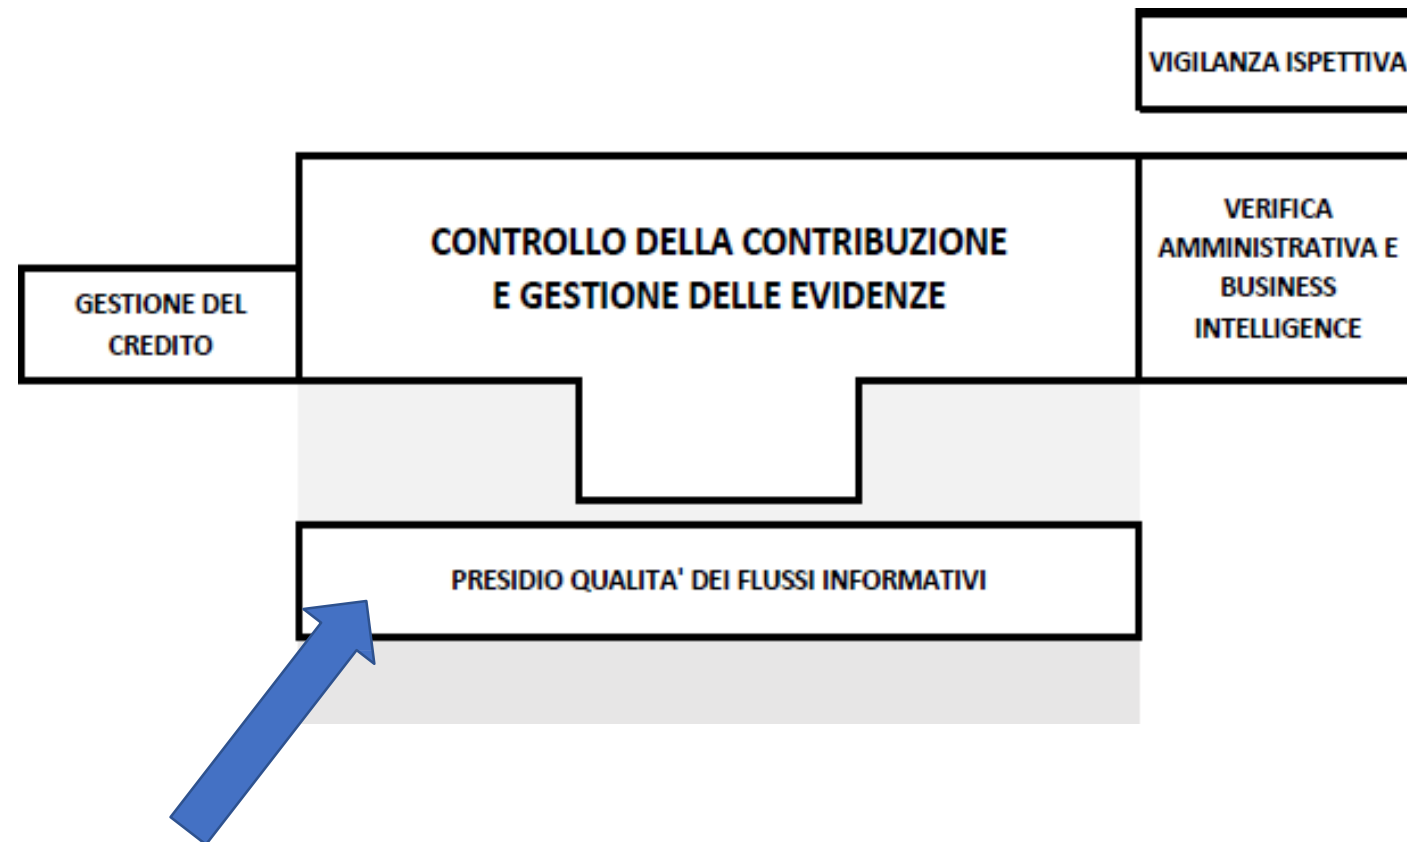 VIGILANZA ISPETTIVA
CONTROLLO DELLA CONTRIBUZIONE
E GESTIONE DELLE EVIDENZE
VERIFICA
AMMINISTRATIVA E
BUSINESS
INTELLIGENCE
GESTIONE DEL
CREDITO
PRESIDIO QUALITA' DEI FLUSSI INFORMATIVI